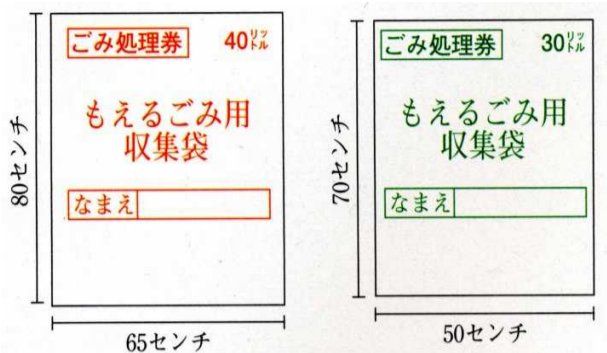 ごみ処理券 40リットル
もえるごみ用
収集袋
なまえ
80センチ
65センチ
ごみ処理券 30リットル
もえるごみ用
収集袋
なまえ
70センチ
50センチ